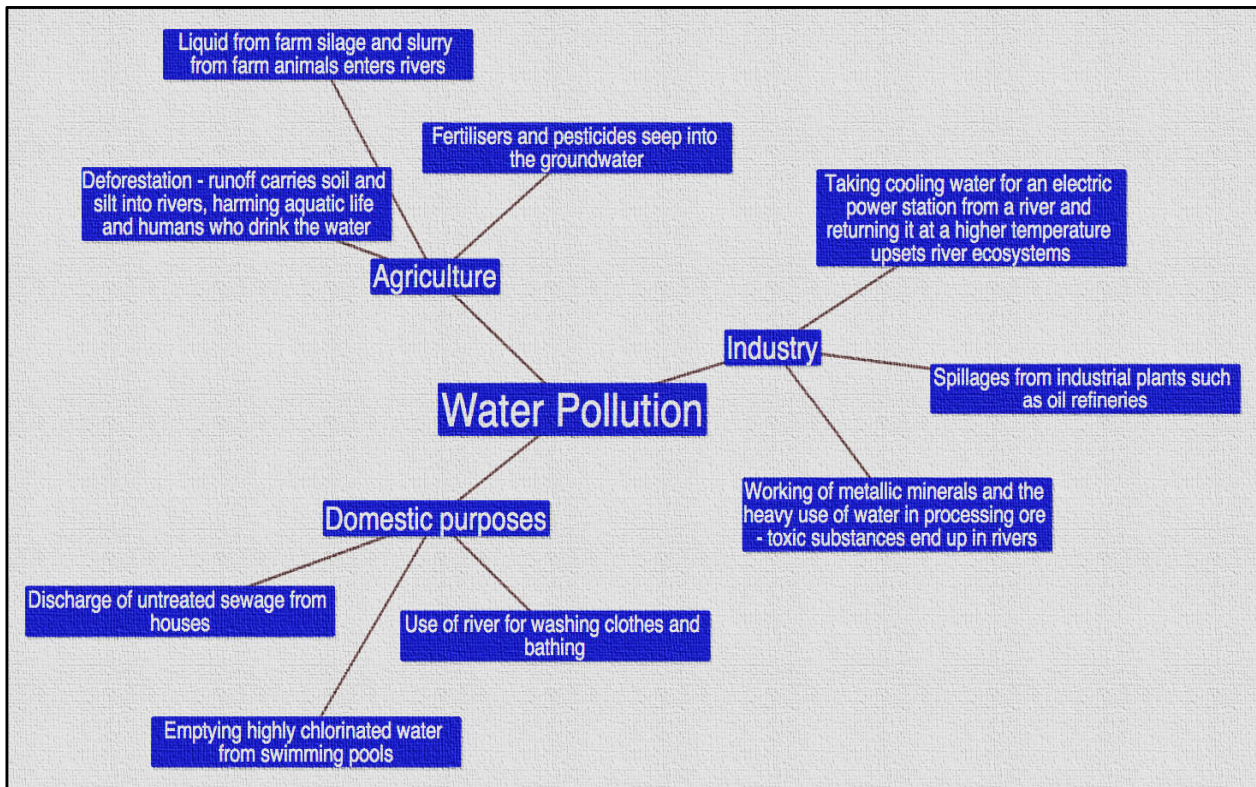 Liquid from farm silage and slurry
from farm animals enters rivers
Fertilisers and pesticides seep into
the groundwater
Deforestation - runoff carries soil and
silt into rivers, harming aquatic life
and humans who drink the water
Agriculture
Taking cooling water for an electric
power station from a river and
returning it at a higher temperature
upsets river ecosystems
Industry
Spillages from industrial plants such
as oil refineries
Water Pollution
Working of metallic minerals and the
heavy use of water in processing ore
- toxic substances end up in rivers
Domestic purposes
Discharge of untreated sewage from
houses
Use of river for washing clothes and
bathing
Emptying highly chlorinated water
from swimming pools